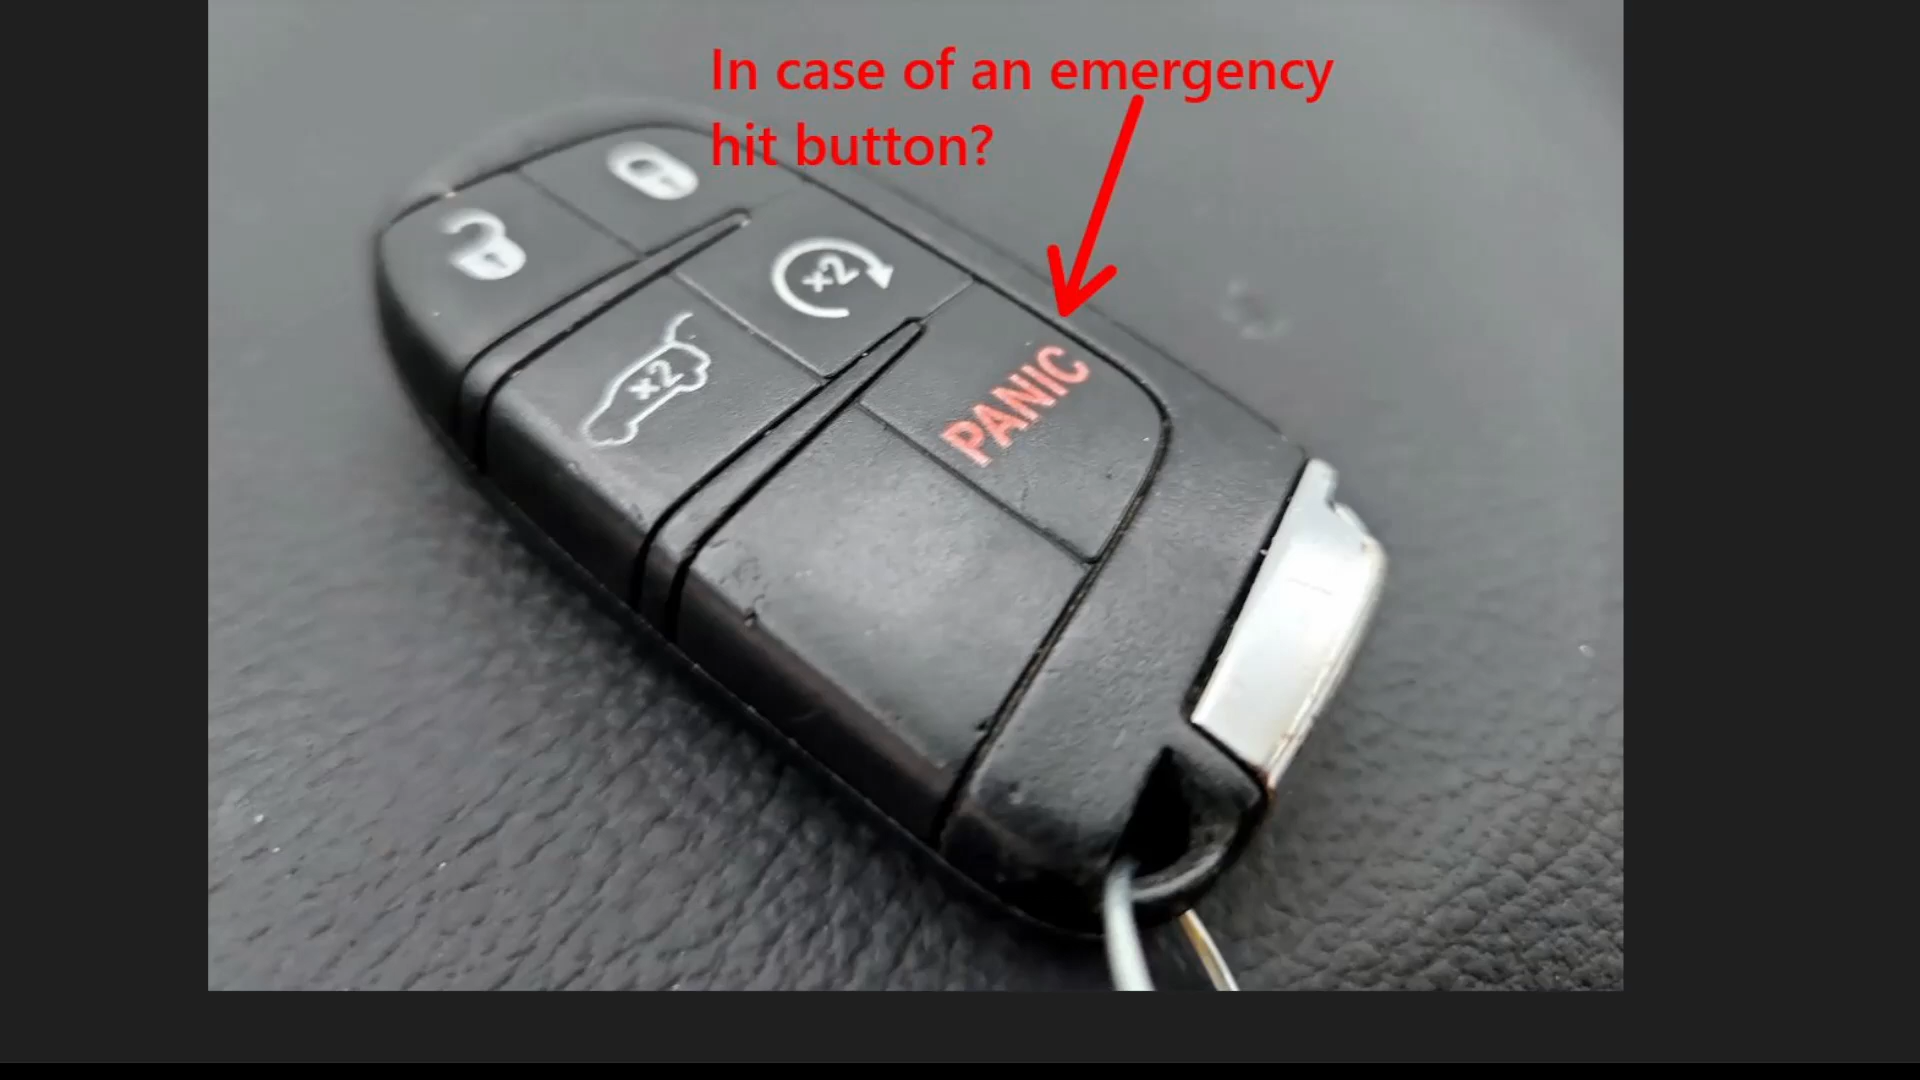 In case of an emergency
hit button?
x2
x2
PANIC